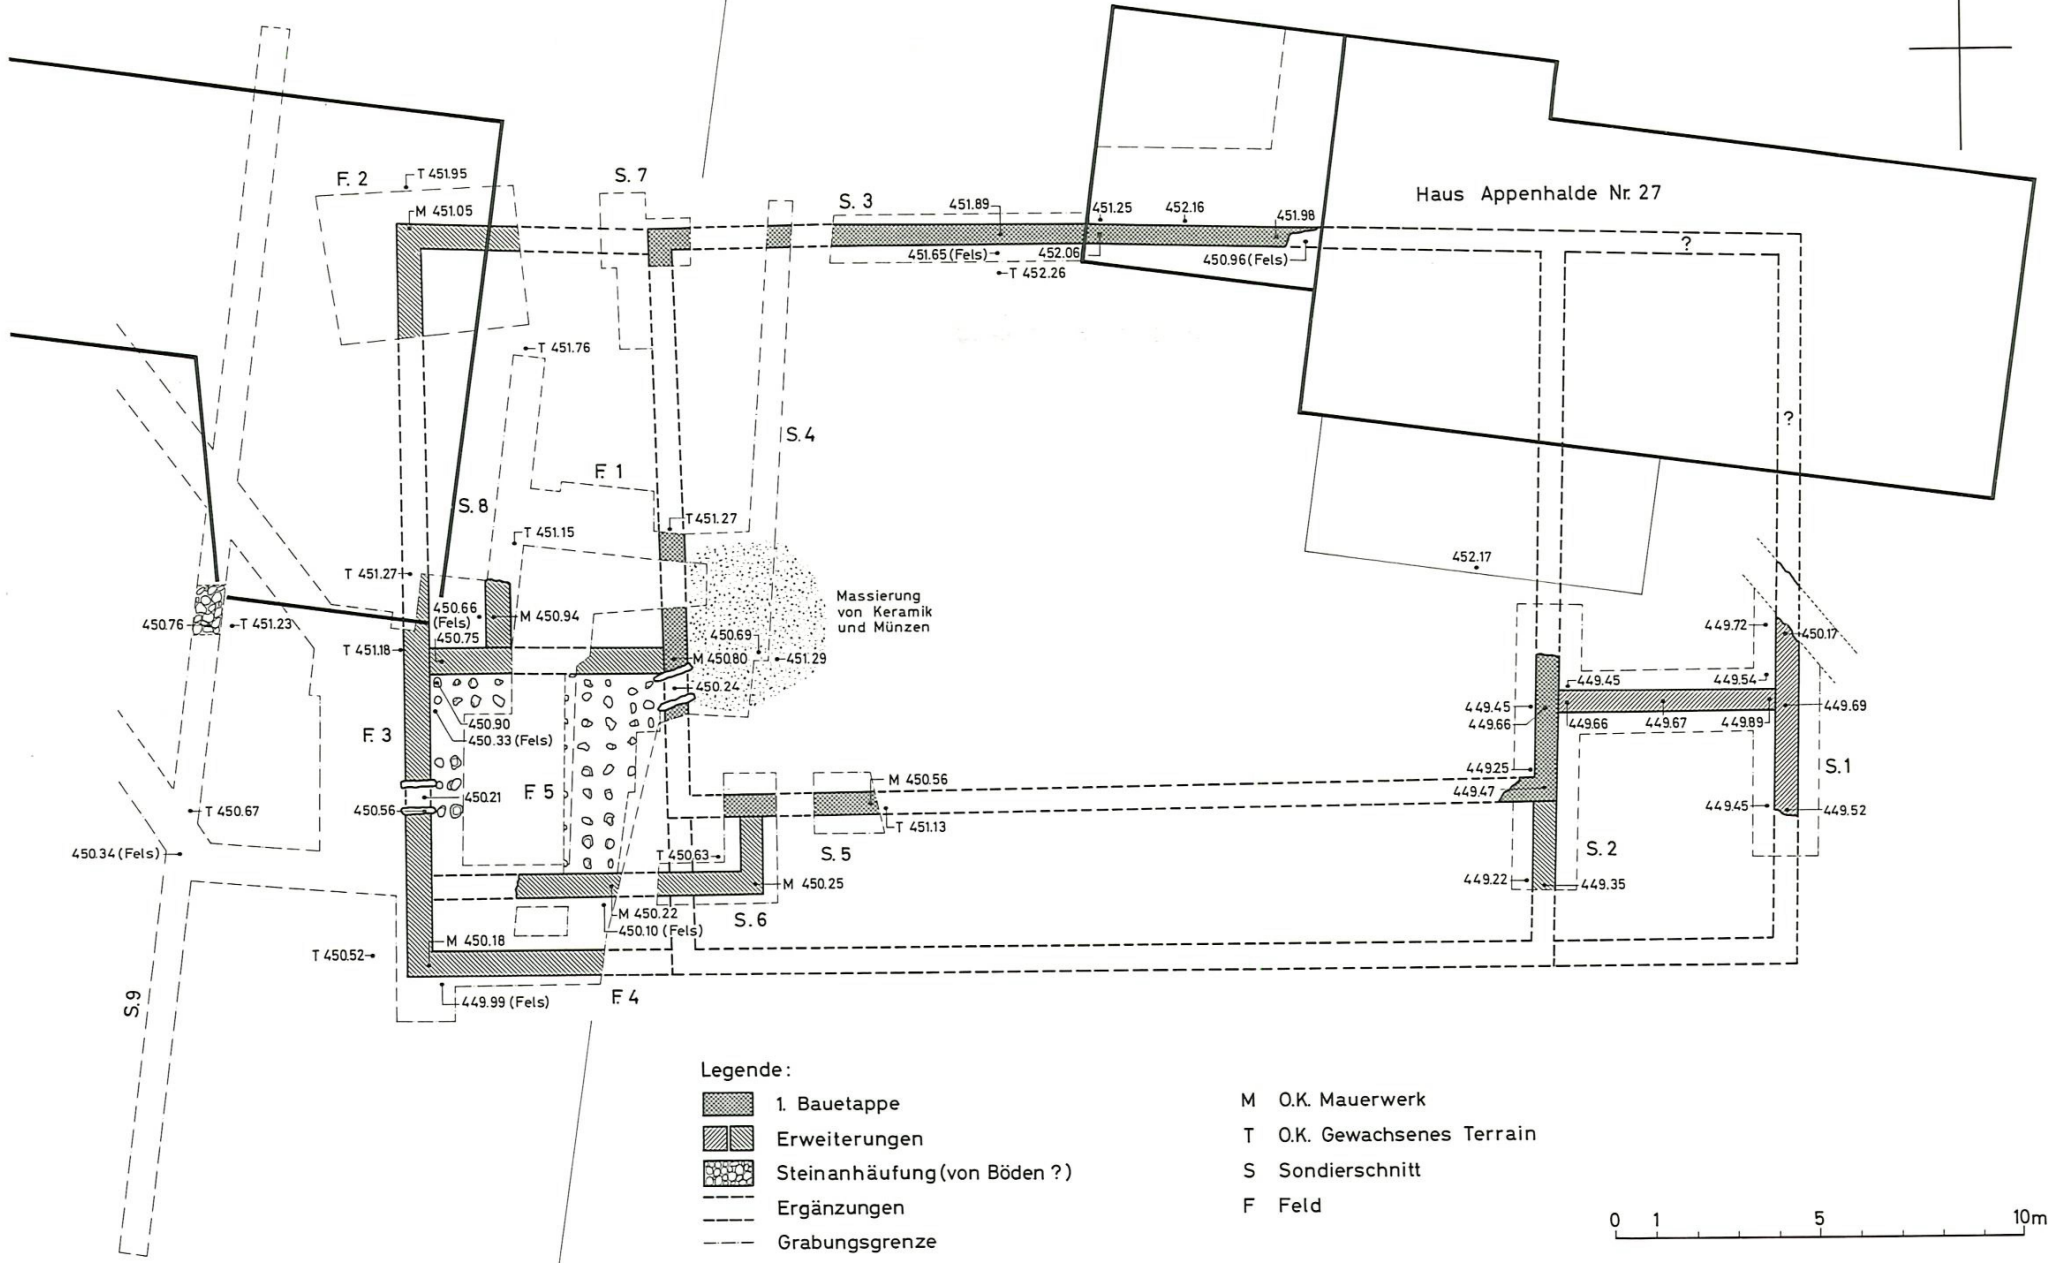 F. 2
T 451.95
M 451.05
S. 7
S. 3
451.89
451.25
452.16
451.98
Haus Appenhalde Nr. 27
?
451.65 (Fels)
452.06
450.96 (Fels)
T 452.26
T 451.76
?
S. 4
F. 1
S. 8
T 451.27
T 451.15
452.17
T 451.27
450.66
(Fels)
450.75
M 450.94
Massierung
von Keramik
und Münzen
450.76
T 451.23
450.69
449.72
450.17
T 451.18
M 450.80
451.29
450.24
449.45
449.54
449.45
449.66
449.66
449.67
449.89
449.69
450.90
450.33 (Fels)
F. 3
F. 5
S. 1
449.25
M 450.56
449.47
450.21
450.56
T 450.67
449.45
449.52
T 451.13
450.34 (Fels)
T 450.63
S. 5
S. 2
M 450.25
449.22
449.35
M 450.22
450.10 (Fels)
S. 6
M 450.18
T 450.52
S. 9
449.99 (Fels)
F. 4
Legende:
1. Bauetappe
Erweiterungen
Steinanhäufung (von Böden ?)
Ergänzungen
Grabungsgrenze
M O.K. Mauerwerk
T O.K. Gewachsenes Terrain
S Sondierschnitt
F Feld
0 1 5 10m